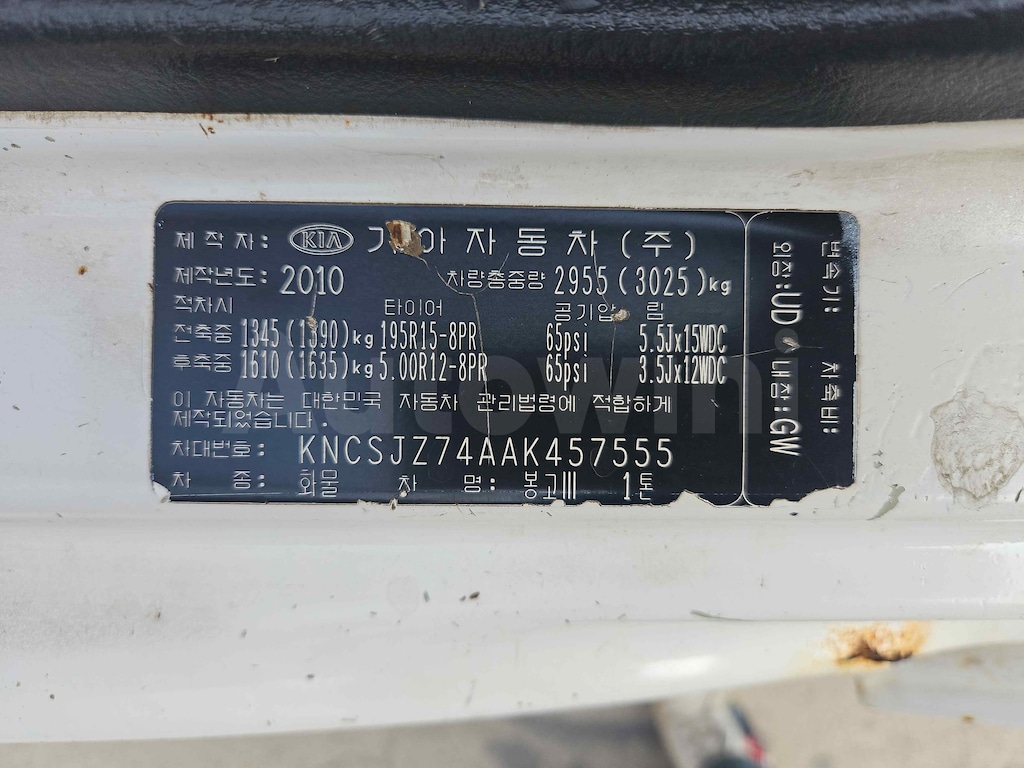 제작자: KIA 기아자동차(주)
제작년도: 2010 차량총중량 2955(3025)kg
적차시 타이어 공기압 림
전축중 1345(1390)kg 195R15-8PR 65psi 5.5Jx15WDC
후축중 1610(1635)kg 5.00R12-8PR 65psi 3.5Jx12WDC
이 자동차는 대한민국 자동차 관리법령에 적합하게
제작되었습니다.
차대번호: KNCSJZ74AAK457555
차 종: 화물 차 명: 봉고III 1톤
변속기: 차축비:
외장:UD 내장:GW
Autowini